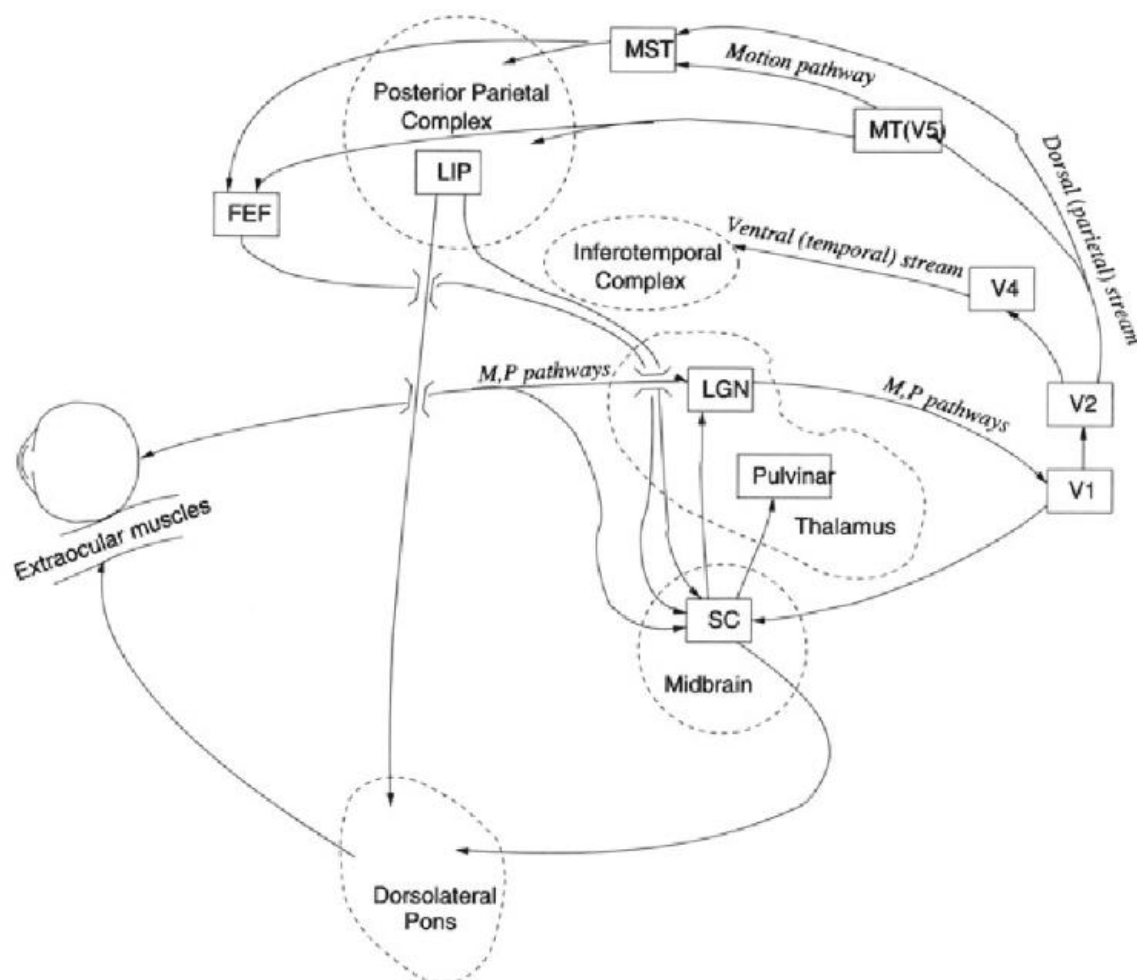 MST
Motion pathway
Posterior Parietal
Complex
MT(V5)
LIP
FEF
Dorsal (parietal) stream
Ventral (temporal) stream
Inferotemporal
Complex
V4
M,P pathways
LGN
M,P pathways
V2
Pulvinar
V1
Thalamus
Extraocular muscles
SC
Midbrain
Dorsolateral
Pons